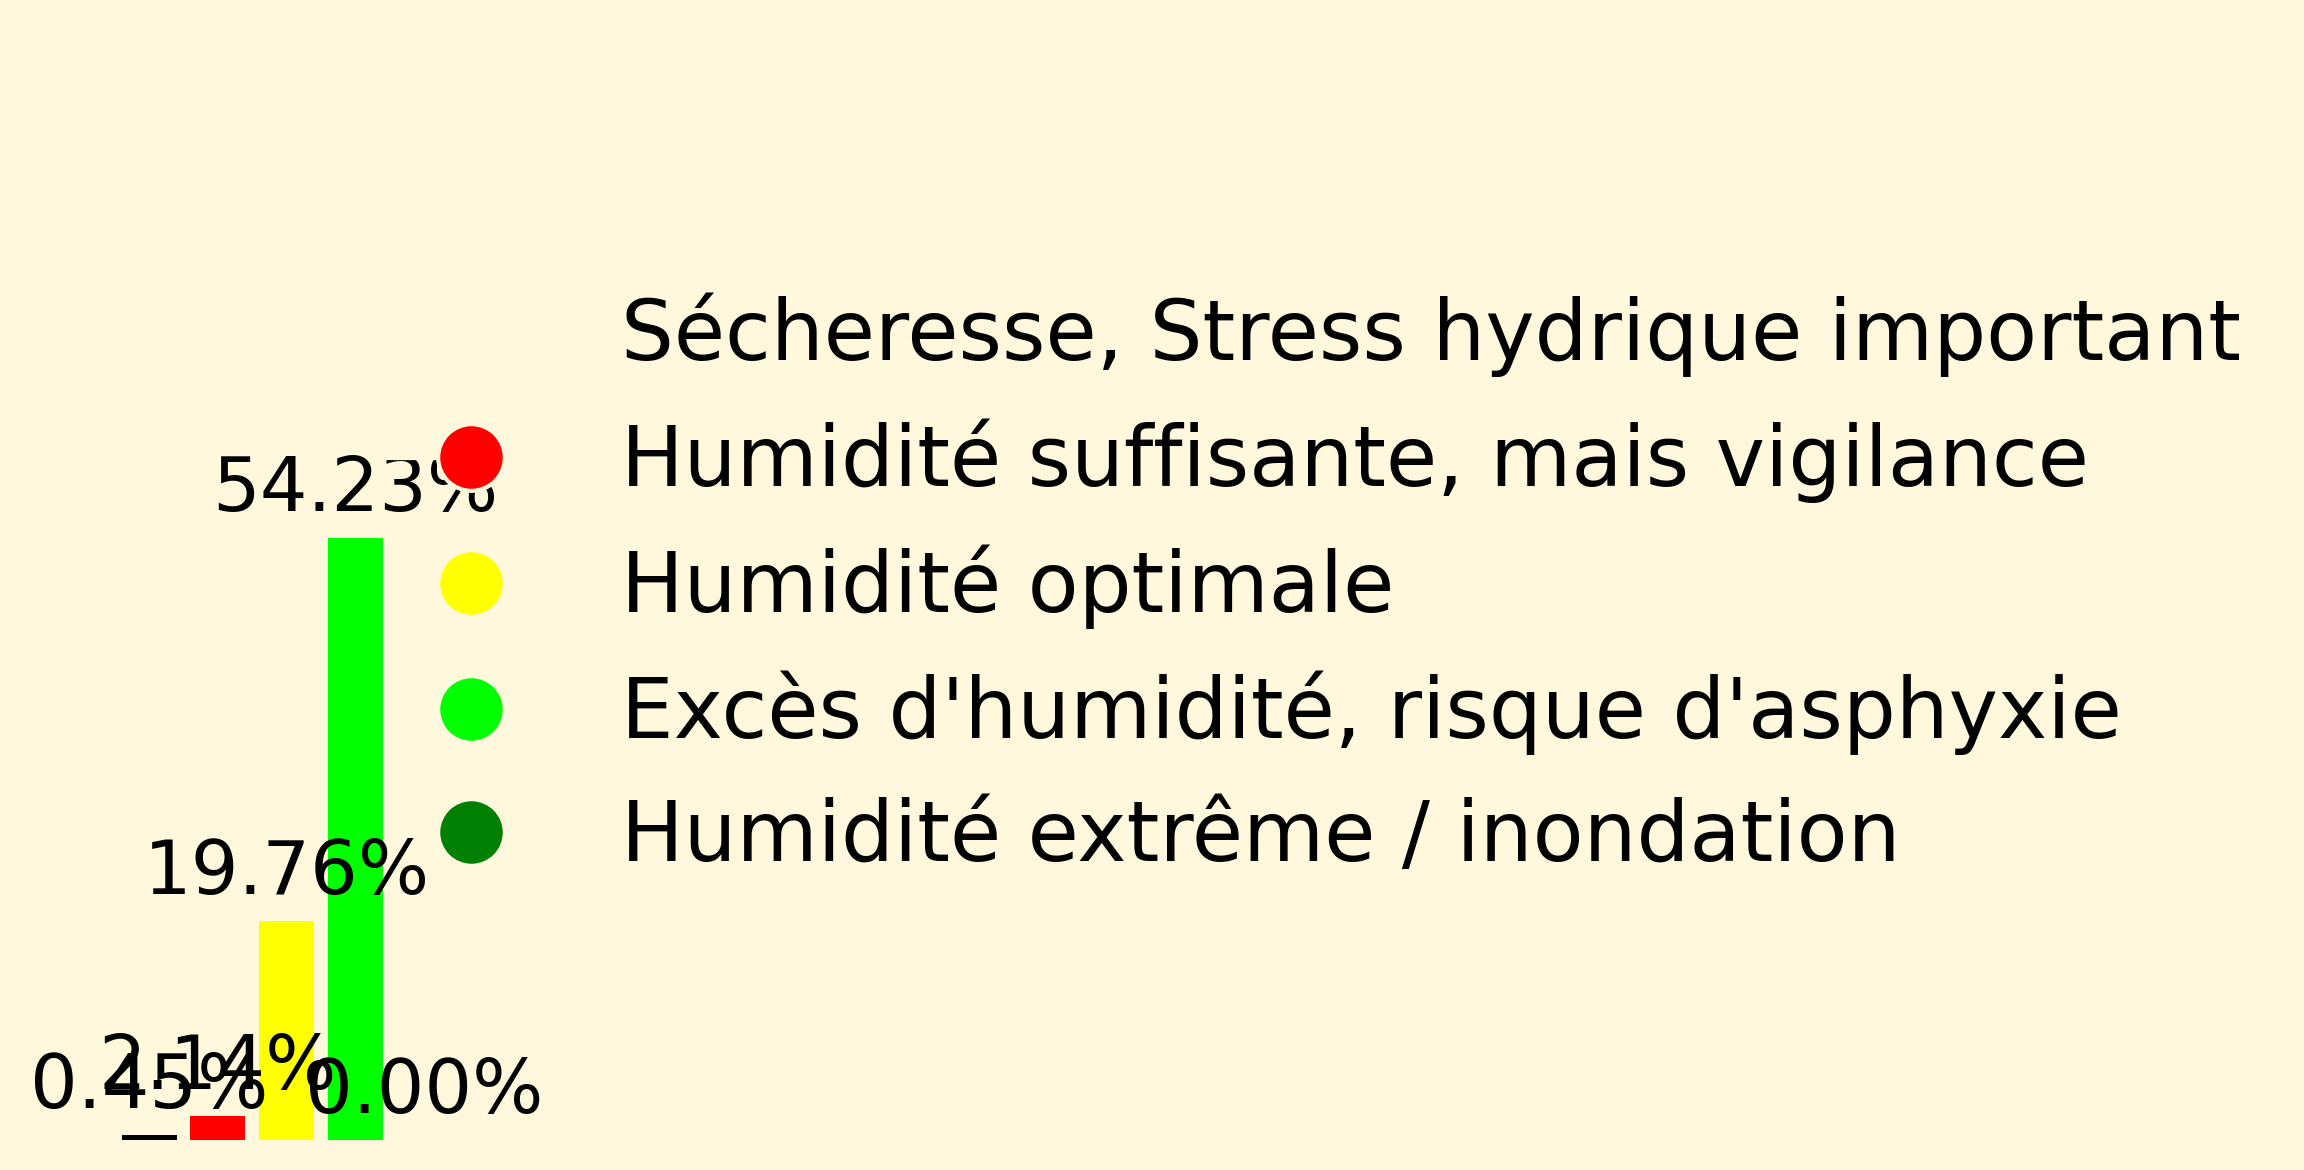 Sécheresse, Stress hydrique important
Humidité suffisante, mais vigilance
54.23%
Humidité optimale
Excès d'humidité, risque d'asphyxie
Humidité extrême / inondation
19.76%
2.14%
0.45%
0.00%